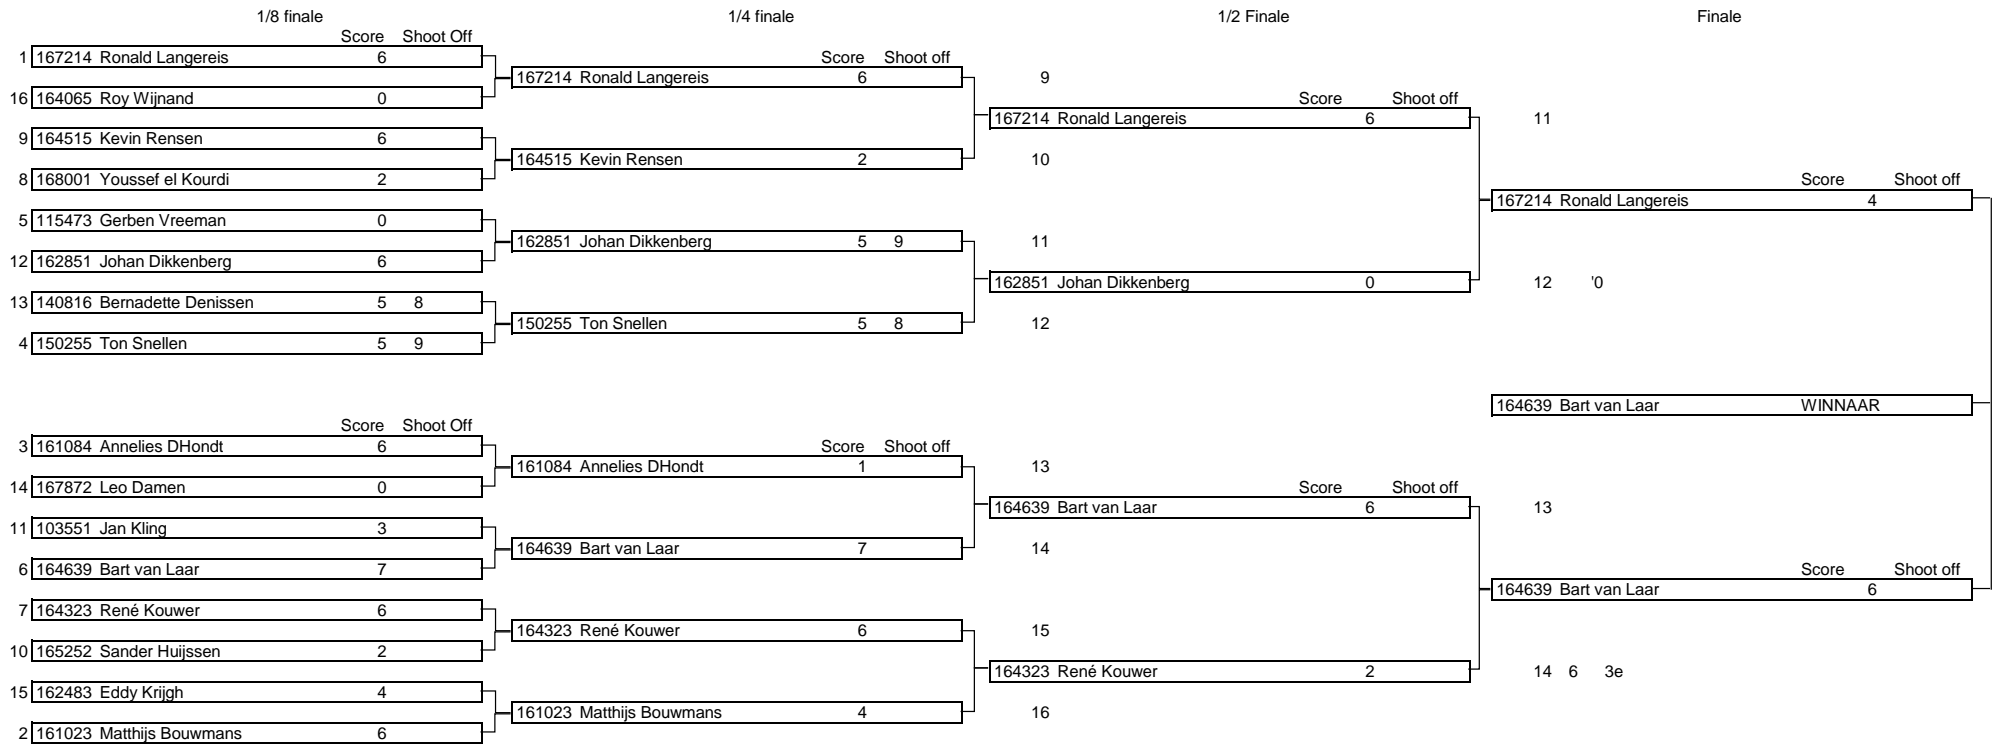 1/8 finale 1/4 finale 1/2 Finale Finale
Score Shoot Off
1 167214 Ronald Langereis 6 Score Shoot off
167214 Ronald Langereis 6 9
16 164065 Roy Wijnand 0 Score Shoot off
167214 Ronald Langereis 6 11
9 164515 Kevin Rensen 6
164515 Kevin Rensen 2 10
8 168001 Youssef el Kourdi 2 Score Shoot off
167214 Ronald Langereis 4
5 115473 Gerben Vreeman 0
162851 Johan Dikkenberg 5 9 11
12 162851 Johan Dikkenberg 6
162851 Johan Dikkenberg 0 12 '0
13 140816 Bernadette Denissen 5 8
150255 Ton Snellen 5 8 12
4 150255 Ton Snellen 5 9
164639 Bart van Laar WINNAAR
Score Shoot Off
3 161084 Annelies DHondt 6 Score Shoot off
161084 Annelies DHondt 1 13
14 167872 Leo Damen 0 Score Shoot off
164639 Bart van Laar 6 13
11 103551 Jan Kling 3
164639 Bart van Laar 7 14
6 164639 Bart van Laar 7 Score Shoot off
164639 Bart van Laar 6
7 164323 René Kouwer 6
164323 René Kouwer 6 15
10 165252 Sander Huijssen 2
164323 René Kouwer 2 14 6 3e
15 162483 Eddy Krijgh 4
161023 Matthijs Bouwmans 4 16
2 161023 Matthijs Bouwmans 6